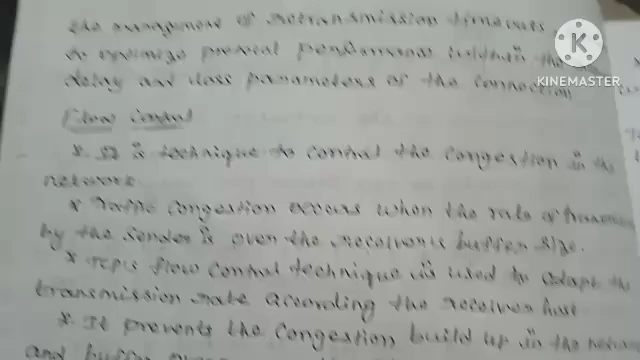 the management of retransmission timeouts
to optimize protocol performance within the
delay and loss parameters of the connection
KINEMASTER
Flow Control
* It is technique to control the congestion in the
network
* Traffic congestion occurs when the rate of
by the sender is over the receiver's buffer size.
* TCP's flow control technique is used to adapt the
transmission rate according the receiver host
* It prevents the congestion build up in the
and buffer